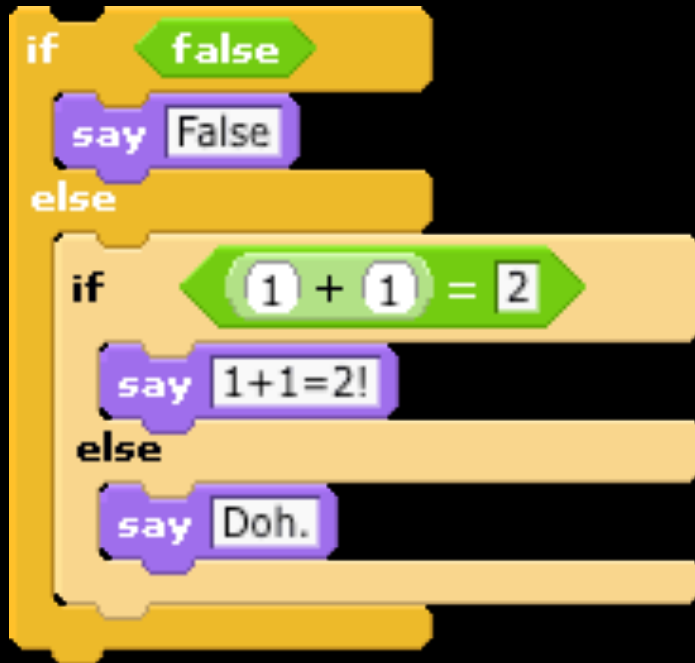 if false
say False
else
if 1 + 1 = 2
say 1+1=2!
else
say Doh.